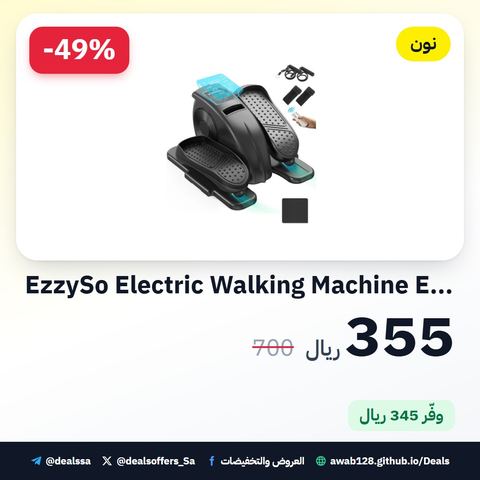 -49%
نون
EzzySo Electric Walking Machine E...
355 ريال 700
وفّر 345 ريال
@dealssa @dealsoffers_Sa العروض والتخفيضات awab128.github.io/Deals